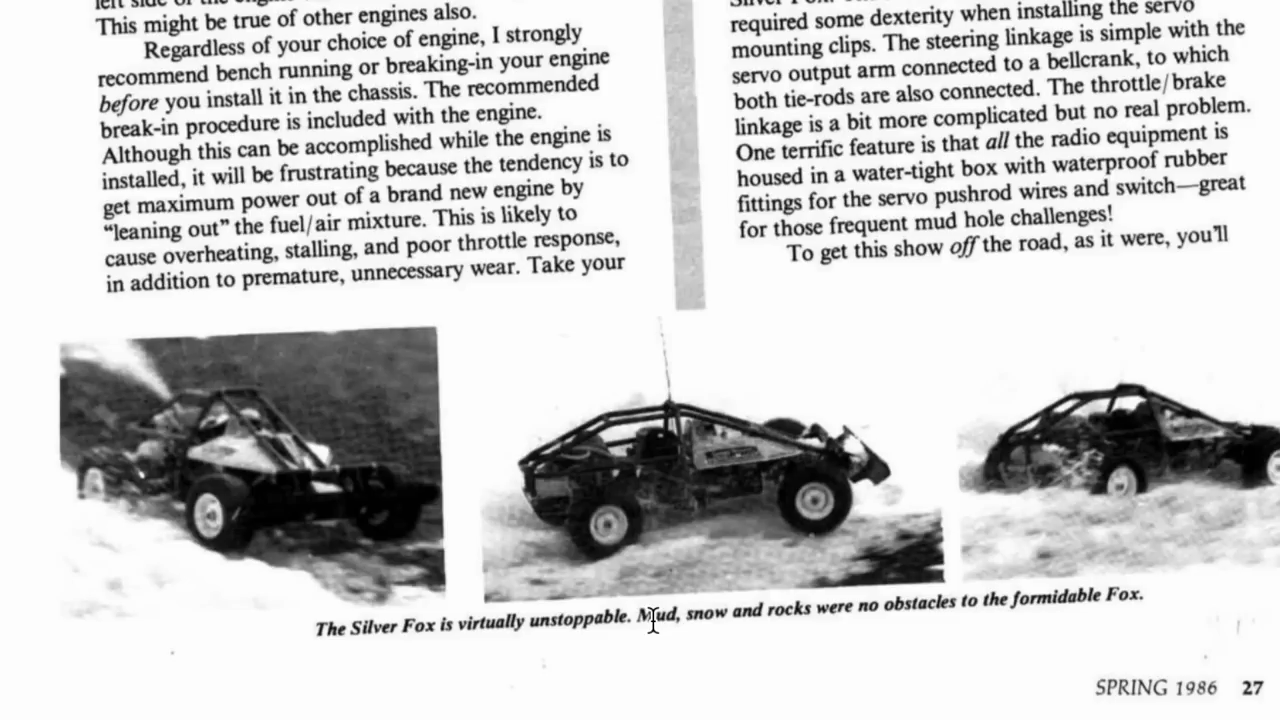 left side of the engine
This might be true of other engines also.
Regardless of your choice of engine, I strongly
recommend bench running or breaking-in your engine
before you install it in the chassis. The recommended
break-in procedure is included with the engine.
Although this can be accomplished while the engine is
installed, it will be frustrating because the tendency is to
get maximum power out of a brand new engine by
“leaning out” the fuel/air mixture. This is likely to
cause overheating, stalling, and poor throttle response,
in addition to premature, unnecessary wear. Take your
required some dexterity when installing the servo
mounting clips. The steering linkage is simple with the
servo output arm connected to a bellcrank, to which
both tie-rods are also connected. The throttle/brake
linkage is a bit more complicated but no real problem.
One terrific feature is that all the radio equipment is
housed in a water-tight box with waterproof rubber
fittings for the servo pushrod wires and switch—great
for those frequent mud hole challenges!
To get this show off the road, as it were, you’ll
The Silver Fox is virtually unstoppable. Mud, snow and rocks were no obstacles to the formidable Fox.
SPRING 1986 27